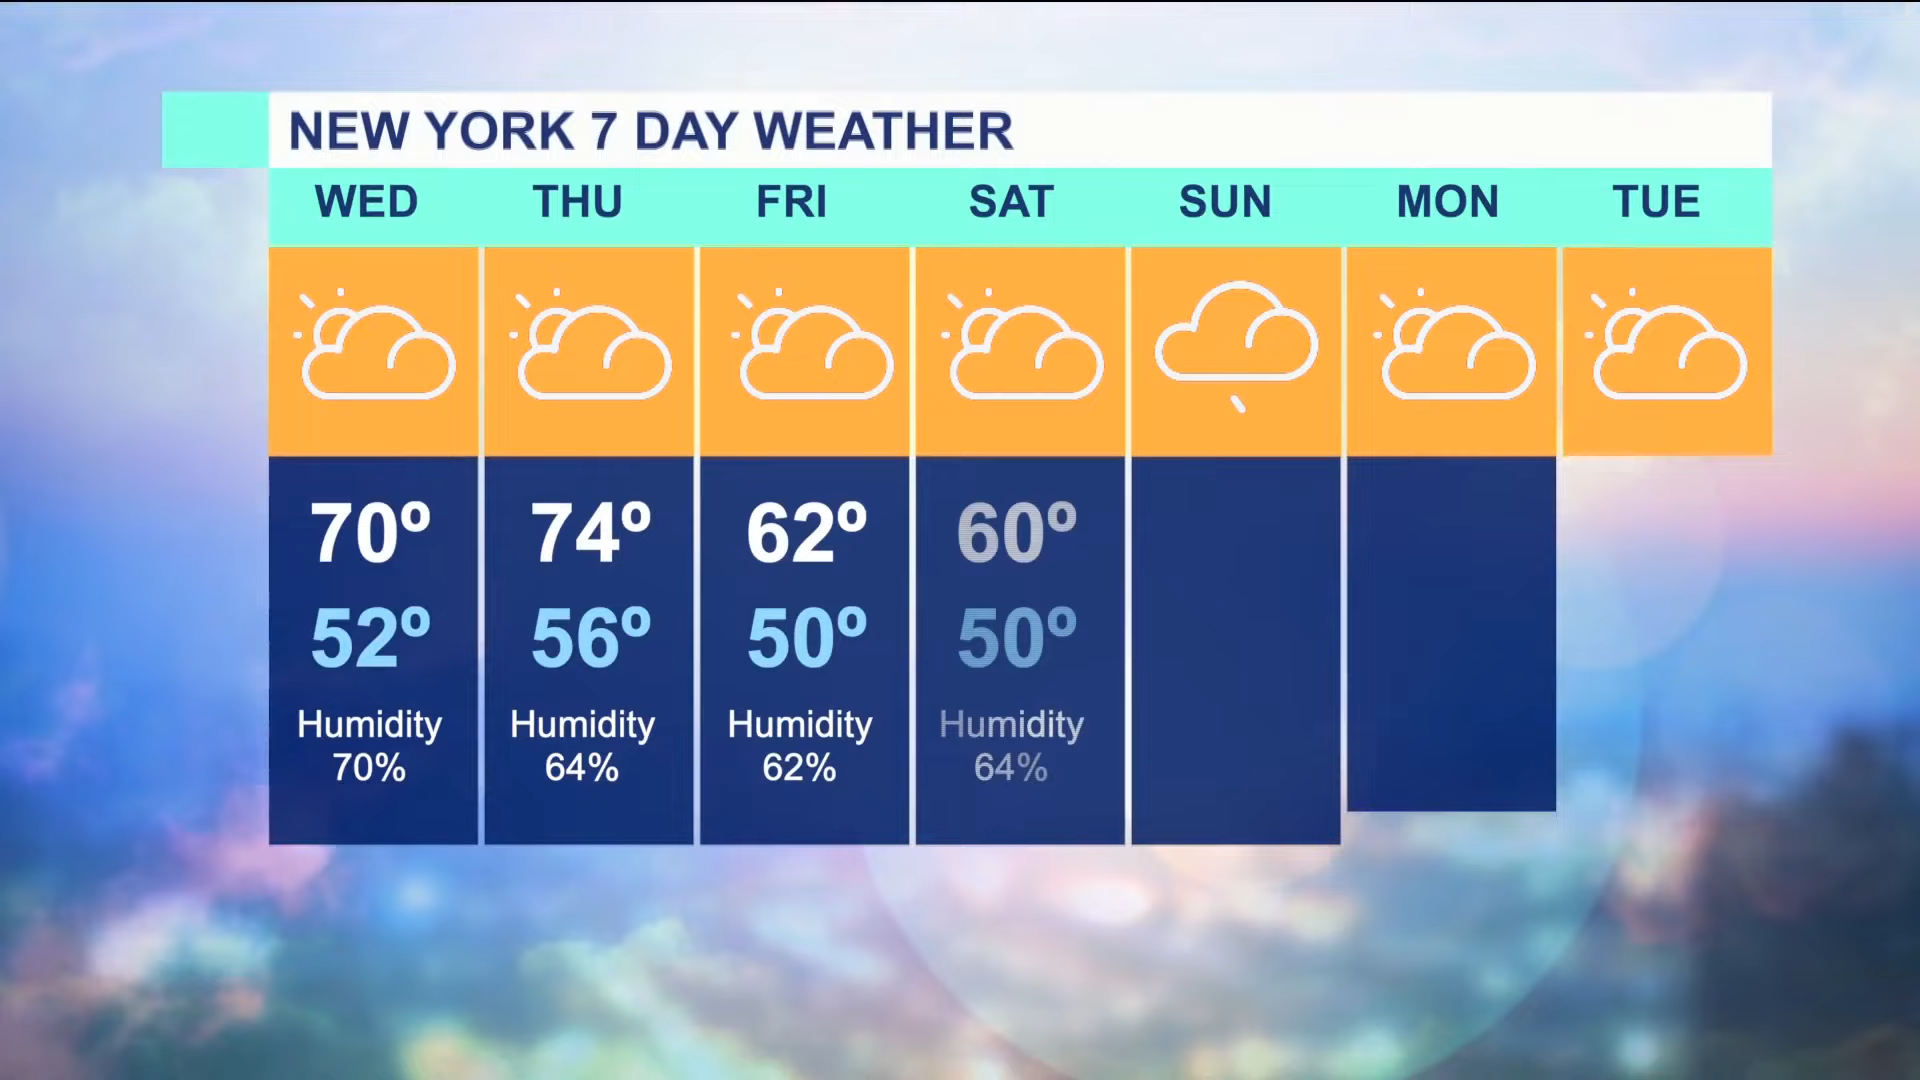 NEW YORK 7 DAY WEATHER
WED THU FRI SAT SUN MON TUE
70º 74º 62º 60º
52º 56º 50º 50º
Humidity Humidity Humidity Humidity
70% 64% 62% 64%